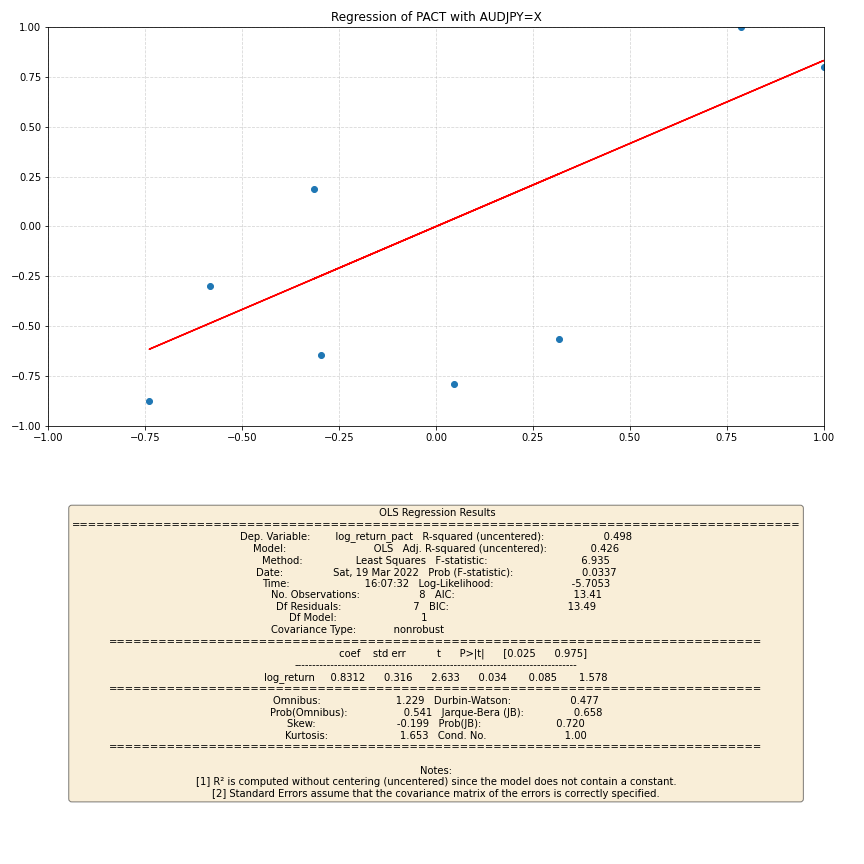 Regression of PACT with AUDJPY=X
1.00
0.75
0.50
0.25
0.00
−0.25
−0.50
−0.75
−1.00
−1.00 −0.75 −0.50 −0.25 0.00 0.25 0.50 0.75 1.00
OLS Regression Results
==============================================================================
Dep. Variable: log_return_pact R-squared (uncentered): 0.498
Model: OLS Adj. R-squared (uncentered): 0.426
Method: Least Squares F-statistic: 6.935
Date: Sat, 19 Mar 2022 Prob (F-statistic): 0.0337
Time: 16:07:32 Log-Likelihood: -5.7053
No. Observations: 8 AIC: 13.41
Df Residuals: 7 BIC: 13.49
Df Model: 1
Covariance Type: nonrobust
==============================================================================
coef std err t P>|t| [0.025 0.975]
------------------------------------------------------------------------------
log_return 0.8312 0.316 2.633 0.034 0.085 1.578
==============================================================================
Omnibus: 1.229 Durbin-Watson: 0.477
Prob(Omnibus): 0.541 Jarque-Bera (JB): 0.658
Skew: -0.199 Prob(JB): 0.720
Kurtosis: 1.653 Cond. No. 1.00
==============================================================================
Notes:
[1] R² is computed without centering (uncentered) since the model does not contain a constant.
[2] Standard Errors assume that the covariance matrix of the errors is correctly specified.